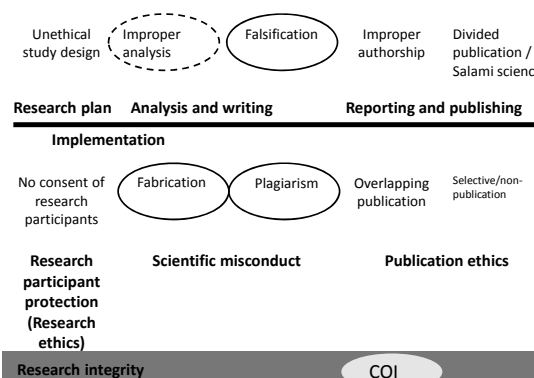 Unethical
study design
Improper
analysis
Falsification
Improper
authorship
Divided
publication /
Salami scienc
Research plan
Analysis and writing
Reporting and publishing
Implementation
No consent of
research
participants
Fabrication
Plagiarism
Overlapping
publication
Selective/non-
publication
Research
participant
protection
(Research
ethics)
Scientific misconduct
Publication ethics
Research integrity
COI